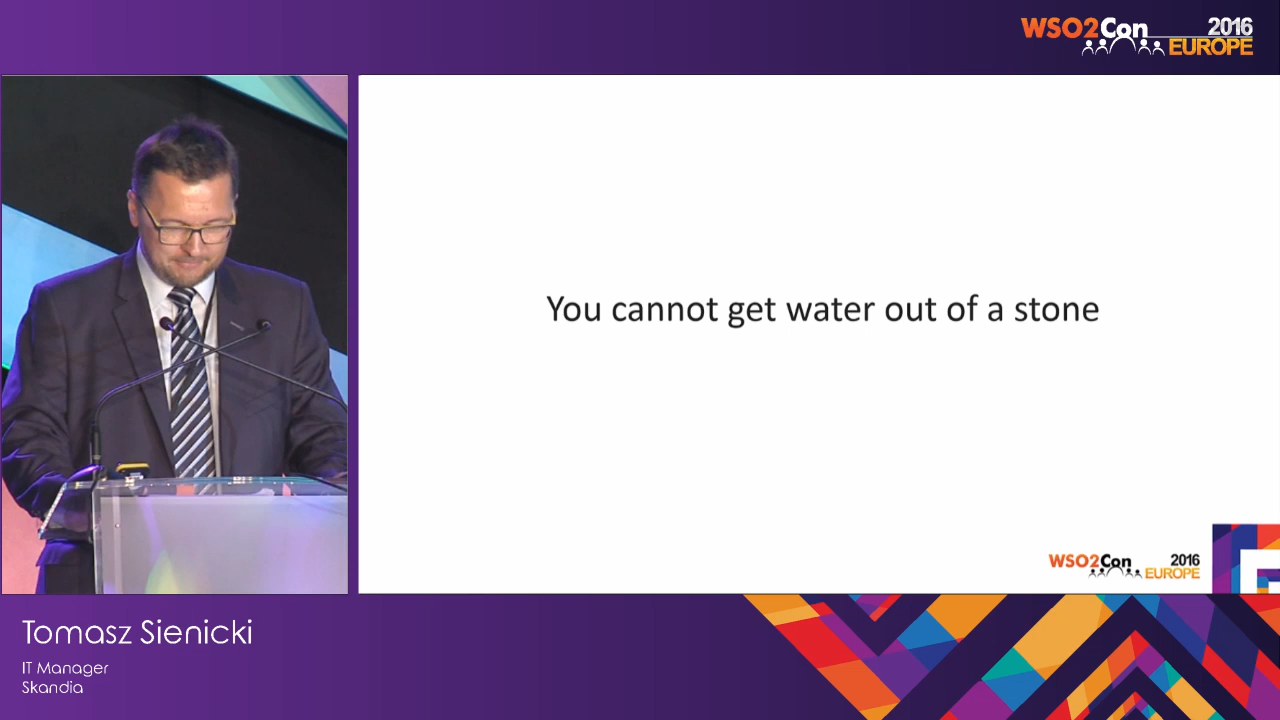 WSO2Con 2016
EUROPE
You cannot get water out of a stone
WSO2Con 2016
EUROPE
Tomasz Sienicki
IT Manager
Skandia